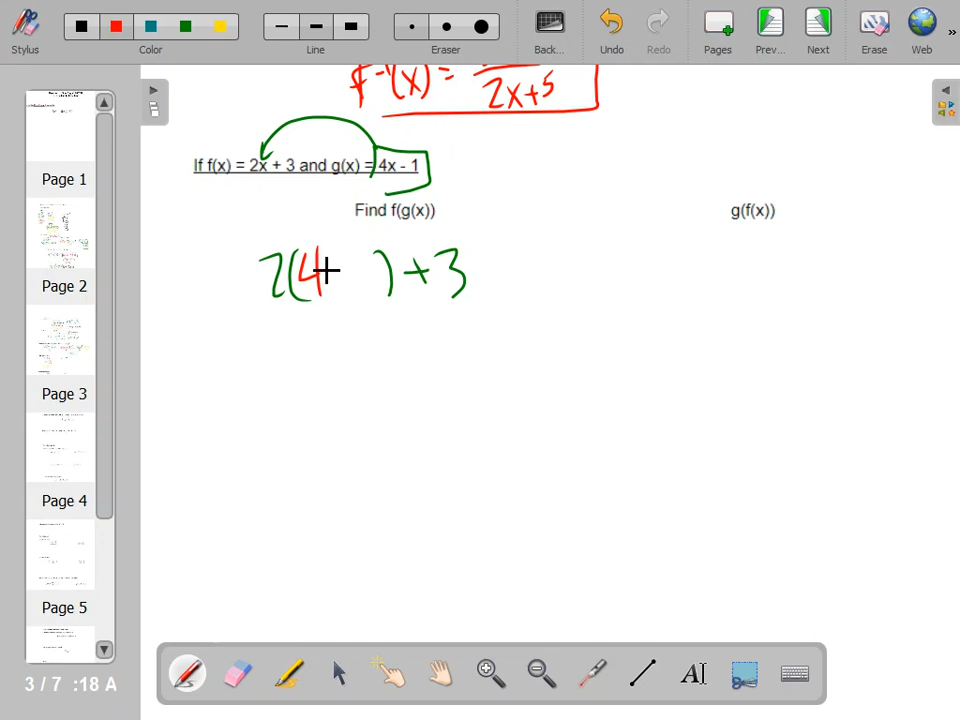 Stylus Color Line Eraser Back... Undo Redo Pages Prev... Next Erase Web »
f⁻¹(x) =
2x+5
If f(x) = 2x + 3 and g(x) = 4x - 1
Find f(g(x)) g(f(x))
2(4 ) + 3
Page 1
Page 2
Page 3
Page 4
Page 5
3 / 7 :18 A
A